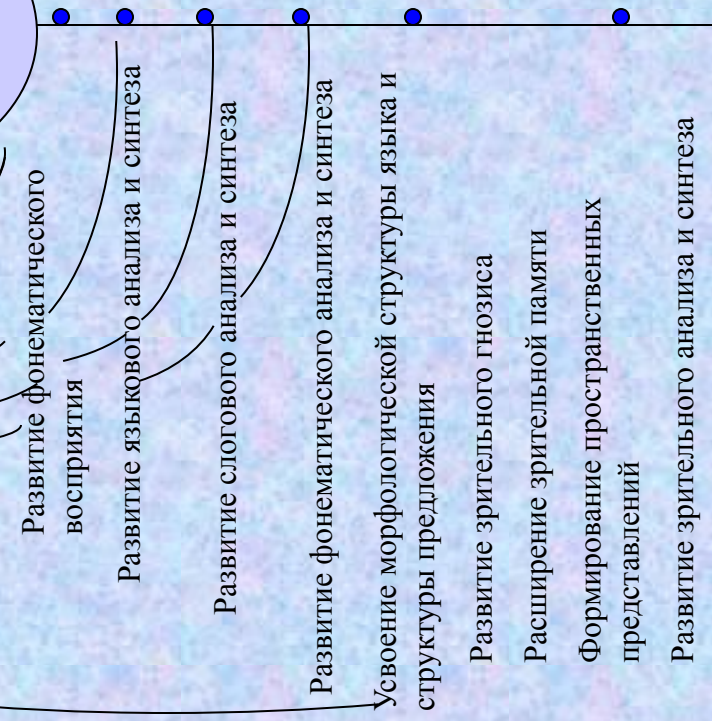 Развитие фонематического
восприятия
Развитие языкового анализа и синтеза
Развитие слогового анализа и синтеза
Развитие фонематического анализа и синтеза
Усвоение морфологической структуры языка и
структуры предложения
Развитие зрительного гнозиса
Расширение зрительной памяти
Формирование пространственных
представлений
Развитие зрительного анализа и синтеза